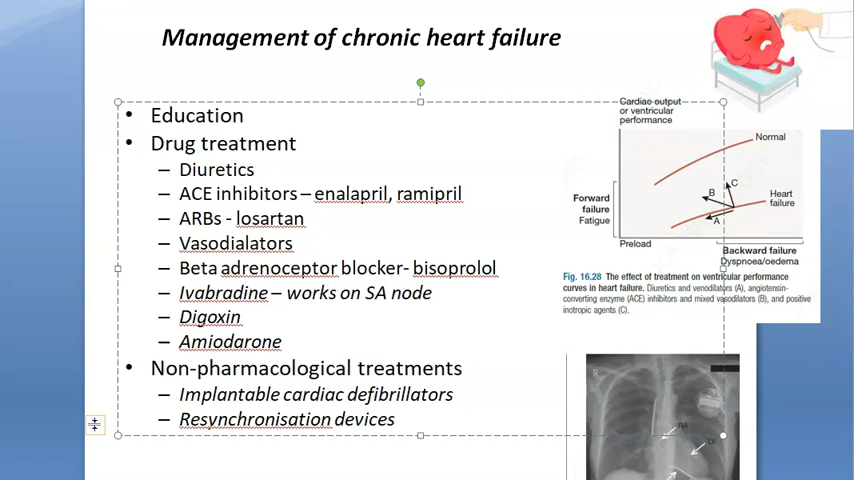 Management of chronic heart failure
• Education
• Drug treatment
– Diuretics
– ACE inhibitors – enalapril, ramipril
– ARBs - losartan
– Vasodialators
– Beta adrenoceptor blocker- bisoprolol
– Ivabradine – works on SA node
– Digoxin
– Amiodarone
• Non-pharmacological treatments
– Implantable cardiac defibrillators
– Resynchronisation devices
Cardiac output
or ventricular
performance
Normal
C
B
Heart
failure
A
Forward
failure
Fatigue
Preload
Backward failure
Dyspnoea/oedema
Fig. 16.28 The effect of treatment on ventricular performance
curves in heart failure. Diuretics and venodilators (A), angiotensin-
converting enzyme (ACE) inhibitors and mixed vasodilators (B), and positive
inotropic agents (C).
R
RA
LV